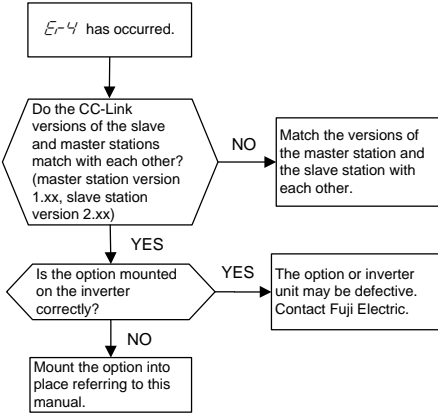 Er4 has occurred.
Do the CC-Link
versions of the slave
and master stations
match with each other?
(master station version
1.xx, slave station
version 2.xx)
NO
Match the versions of
the master station and
the slave station with
each other.
YES
Is the option mounted
on the inverter
correctly?
YES
The option or inverter
unit may be defective.
Contact Fuji Electric.
NO
Mount the option into
place referring to this
manual.